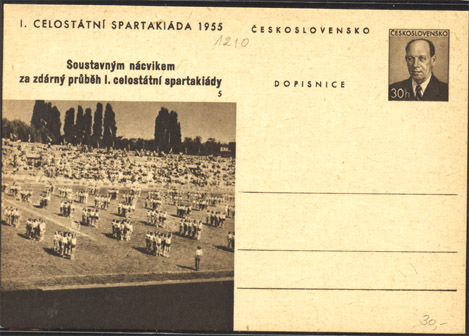 I. CELOSTÁTNÍ SPARTAKIÁDA 1955
ČESKOSLOVENSKO
1210
ČESKOSLOVENSKO
30h
Soustavným nácvikem
za zdárný průběh I. celostátní spartakiády
5
DOPISNICE
30,-